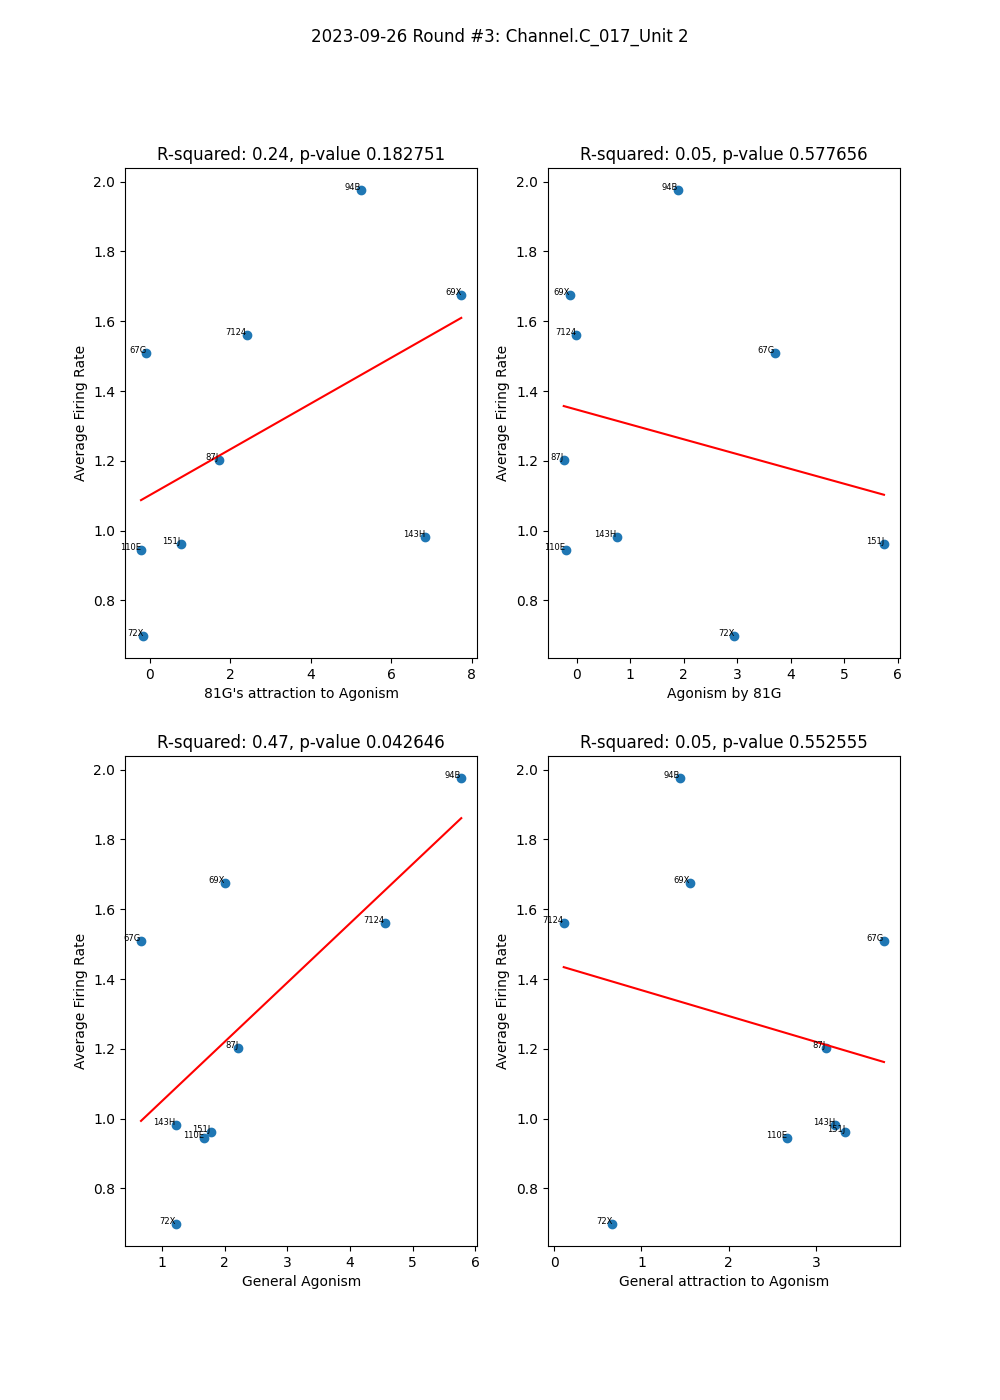 2023-09-26 Round #3: Channel.C_017_Unit 2
R-squared: 0.24, p-value 0.182751
Average Firing Rate
2.0
1.8
1.6
1.4
1.2
1.0
0.8
94B
69X
7124
67G
87J
143H
151J
110E
72X
0 2 4 6 8
81G's attraction to Agonism
R-squared: 0.05, p-value 0.577656
Average Firing Rate
2.0
1.8
1.6
1.4
1.2
1.0
0.8
94B
69X
7124
67G
87J
143H
151J
110E
72X
0 1 2 3 4 5 6
Agonism by 81G
R-squared: 0.47, p-value 0.042646
Average Firing Rate
2.0
1.8
1.6
1.4
1.2
1.0
0.8
94B
69X
7124
67G
87J
143H
151J
110E
72X
1 2 3 4 5 6
General Agonism
R-squared: 0.05, p-value 0.552555
Average Firing Rate
2.0
1.8
1.6
1.4
1.2
1.0
0.8
94B
69X
7124
67G
87J
143H
151J
110E
72X
0 1 2 3
General attraction to Agonism